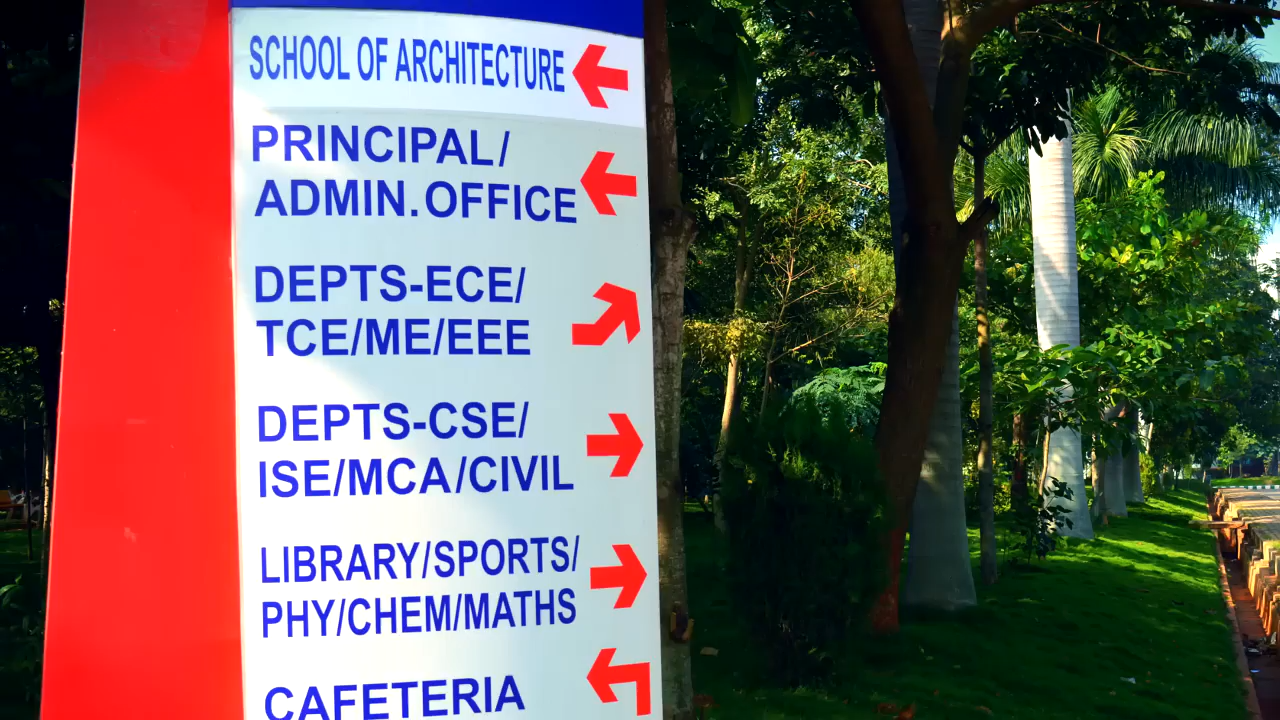 SCHOOL OF ARCHITECTURE
PRINCIPAL/
ADMIN.OFFICE
DEPTS-ECE/
TCE/ME/EEE
DEPTS-CSE/
ISE/MCA/CIVIL
LIBRARY/SPORTS/
PHY/CHEM/MATHS
CAFETERIA